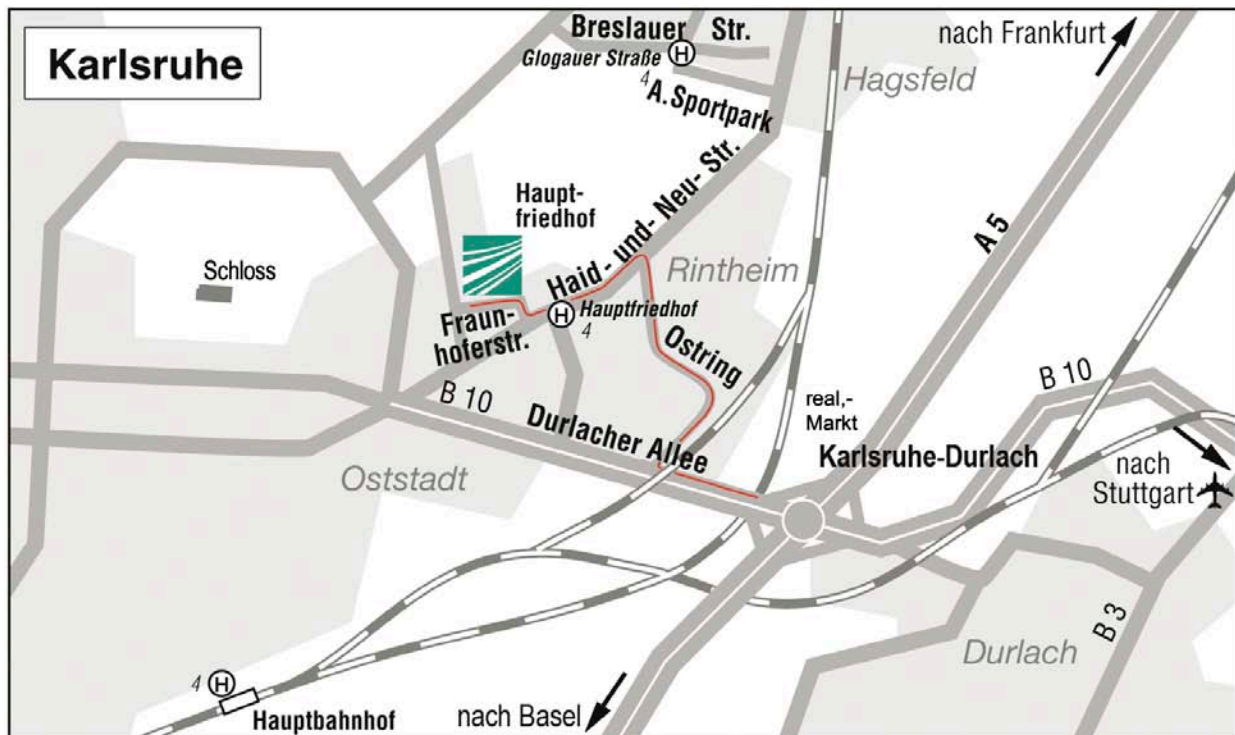 Karlsruhe
Breslauer Str.
Glogauer Straße H
4
A.Sportpark
nach Frankfurt
Hagsfeld
Haupt-
friedhof
Haid-und-Neu-Str.
A 5
Schloss
Rintheim
H Hauptfriedhof
4
Fraun-
hoferstr.
Ostring
B 10
Durlacher Allee
real,-
Markt
B 10
Karlsruhe-Durlach
nach
Stuttgart
Oststadt
B 3
Durlach
4 H
Hauptbahnhof
nach Basel